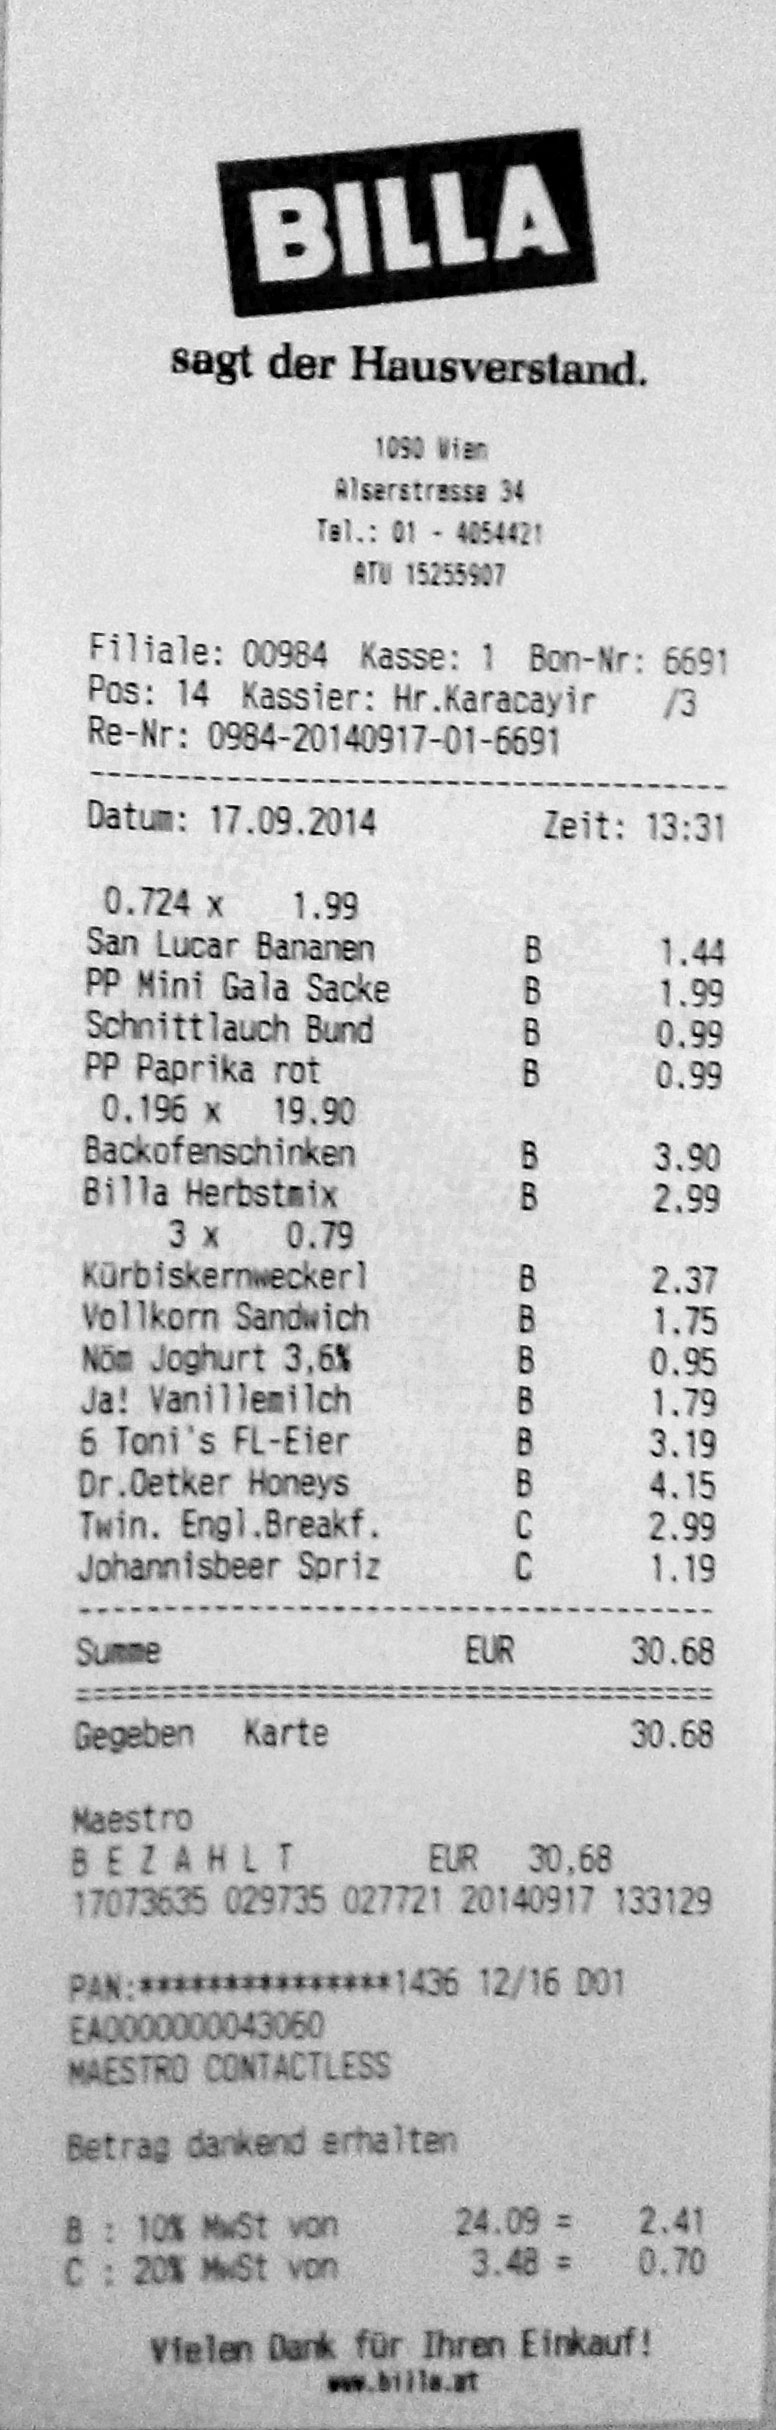 BILLA
sagt der Hausverstand.
1090 Wien
Alserstrasse 34
Tel.: 01 - 4054421
ATU 15255907
Filiale: 00984 Kasse: 1 Bon-Nr: 6691
Pos: 14 Kassier: Hr.Karacayir /3
Re-Nr: 0984-20140917-01-6691
Datum: 17.09.2014 Zeit: 13:31
0.724 x 1.99
San Lucar Bananen B 1.44
PP Mini Gala Sacke B 1.99
Schnittlauch Bund B 0.99
PP Paprika rot B 0.99
0.196 x 19.90
Backofenschinken B 3.90
Billa Herbstmix B 2.99
3 x 0.79
Kürbiskernweckerl B 2.37
Vollkorn Sandwich B 1.75
Nöm Joghurt 3,6% B 0.95
Ja! Vanillemilch B 1.79
6 Toni's FL-Eier B 3.19
Dr.Oetker Honeys B 4.15
Twin. Engl.Breakf. C 2.99
Johannisbeer Spriz C 1.19
Summe EUR 30.68
Gegeben Karte 30.68
Maestro
B E Z A H L T EUR 30,68
17073635 029735 027721 20140917 133129
PAN:***************1436 12/16 D01
EA0000000043060
MAESTRO CONTACTLESS
Betrag dankend erhalten
B : 10% MwSt von 24.09 = 2.41
C : 20% MwSt von 3.48 = 0.70
Vielen Dank für Ihren Einkauf!
www.billa.at